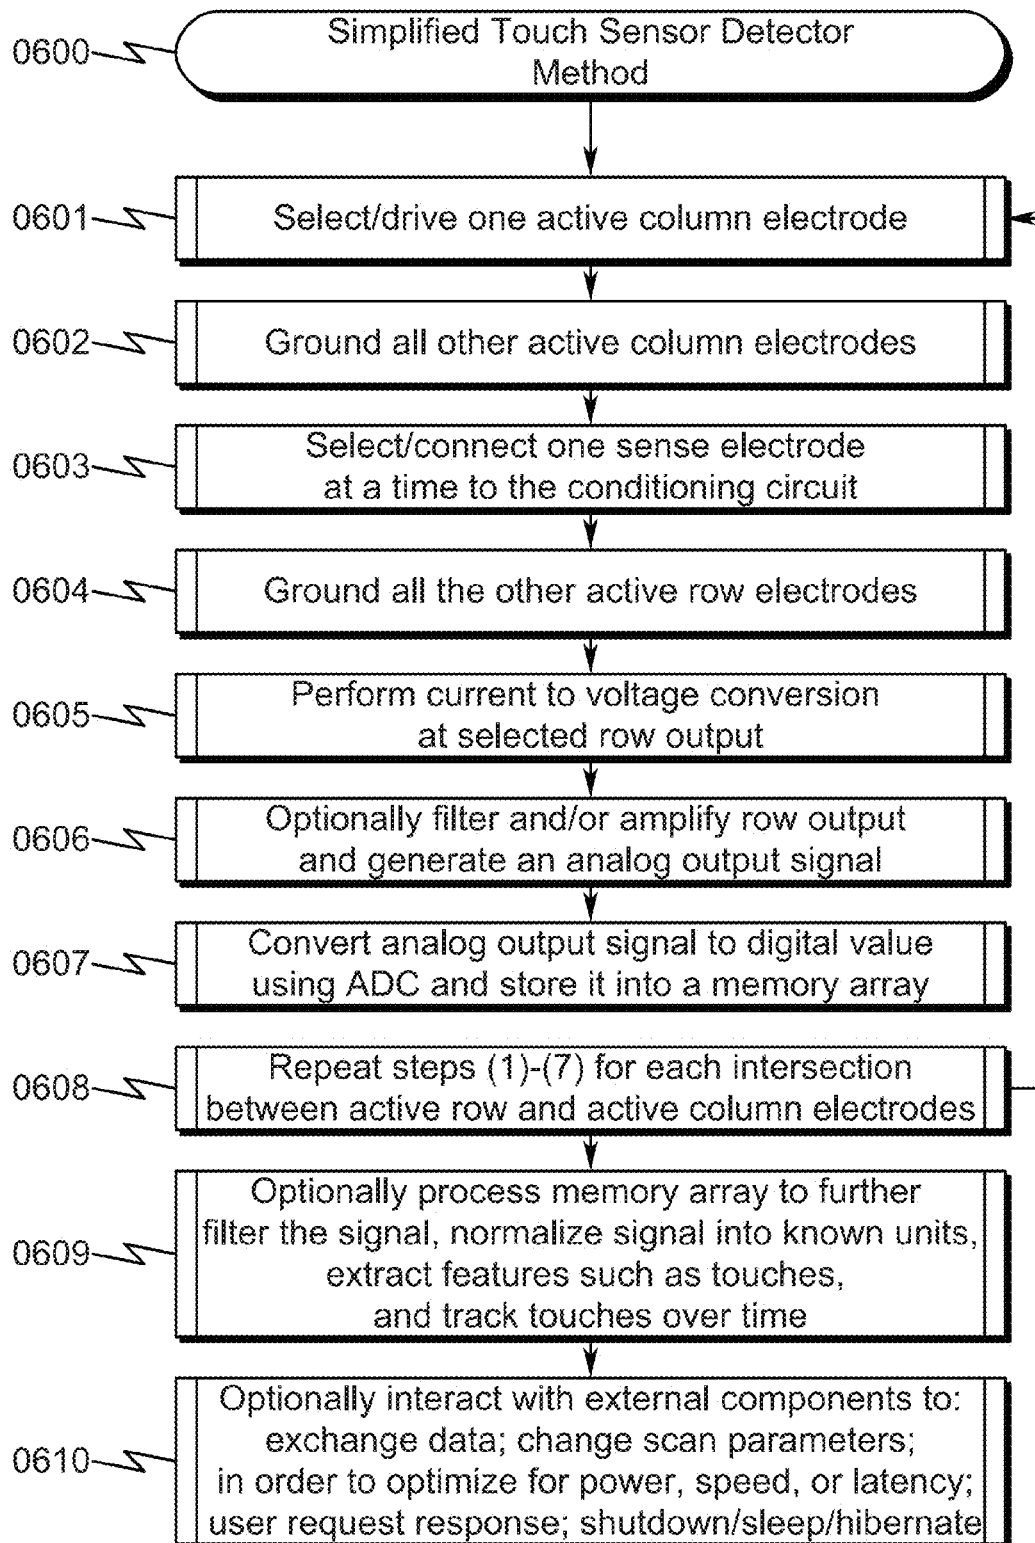 0600
Simplified Touch Sensor Detector
Method
0601
Select/drive one active column electrode
0602
Ground all other active column electrodes
0603
Select/connect one sense electrode
at a time to the conditioning circuit
0604
Ground all the other active row electrodes
0605
Perform current to voltage conversion
at selected row output
0606
Optionally filter and/or amplify row output
and generate an analog output signal
0607
Convert analog output signal to digital value
using ADC and store it into a memory array
0608
Repeat steps (1)-(7) for each intersection
between active row and active column electrodes
0609
Optionally process memory array to further
filter the signal, normalize signal into known units,
extract features such as touches,
and track touches over time
0610
Optionally interact with external components to:
exchange data; change scan parameters;
in order to optimize for power, speed, or latency;
user request response; shutdown/sleep/hibernate